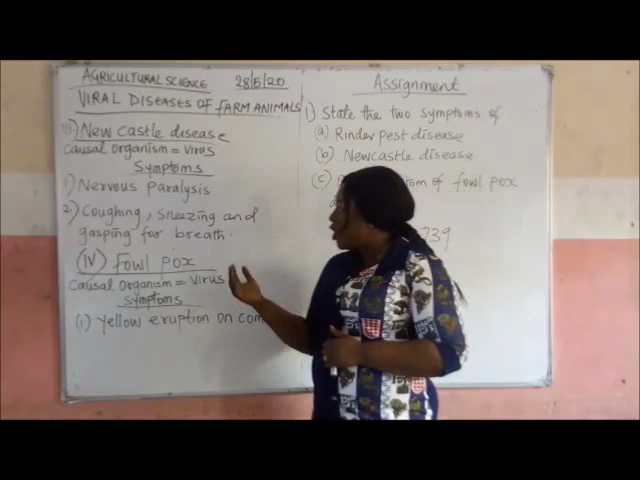 AGRICULTURAL SCIENCE 28/5/20
VIRAL DISEASES OF FARM ANIMALS
New castle disease
Causal organism = virus
Symptoms
1) Nervous Paralysis
2) Coughing, sneezing and
gasping for breath.
(iv) Fowl pox
Causal organism = Virus
symptoms
(i) Yellow eruption on com
Assignment
1) State the two symptoms of
(a) Rinder pest disease
(b) Newcastle disease
(c) of fowl pox
739